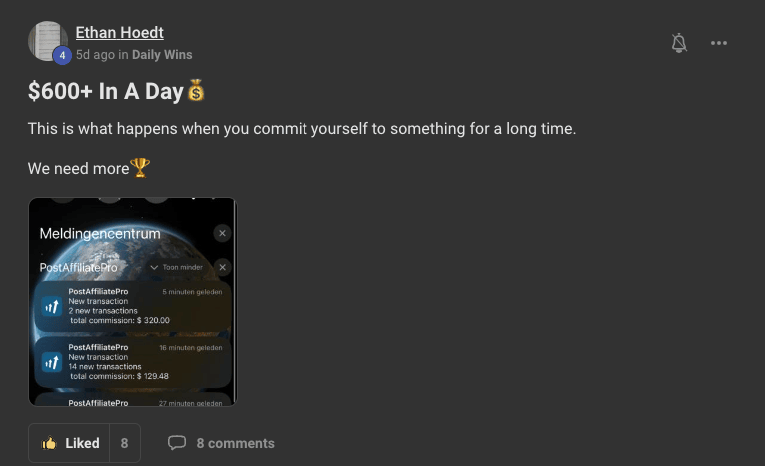 Ethan Hoedt
4
5d ago in Daily Wins
$600+ In A Day💰
This is what happens when you commit yourself to something for a long time.
We need more🏆
Meldingencentrum
PostAffiliatePro
Toon minder
PostAffiliatePro 5 minuten geleden
New transaction
2 new transactions
total commission: $ 320.00
PostAffiliatePro 16 minuten geleden
New transaction
14 new transactions
total commission: $ 129.48
PostAffiliatePro 27 minuten geleden
Liked 8
8 comments